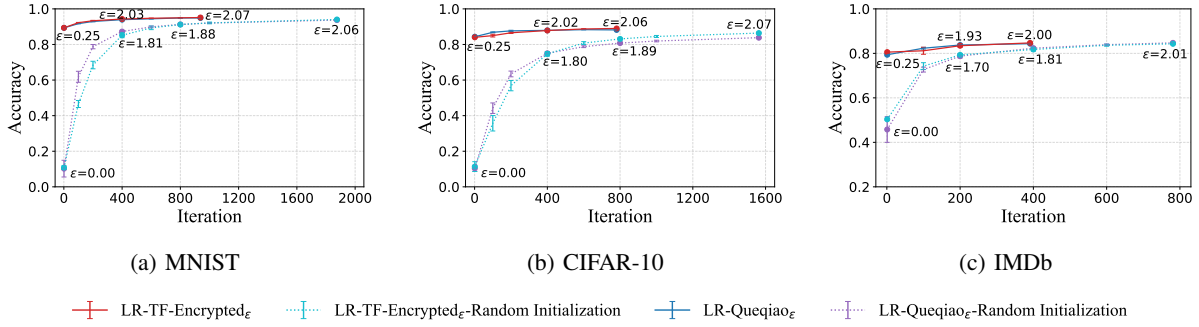 1.0
0.8
0.6
0.4
0.2
0.0
Accuracy
ε=0.25
ε=2.03
ε=2.07
ε=1.81
ε=1.88
ε=2.06
ε=0.00
0 400 800 1200 1600 2000
Iteration
(a) MNIST
1.0
0.8
0.6
0.4
0.2
0.0
Accuracy
ε=0.25
ε=2.02
ε=2.06
ε=2.07
ε=1.80
ε=1.89
ε=0.00
0 400 800 1200 1600
Iteration
(b) CIFAR-10
1.0
0.8
0.6
0.4
0.2
Accuracy
ε=0.25
ε=1.93
ε=2.00
ε=1.70
ε=1.81
ε=2.01
ε=0.00
0 200 400 600 800
Iteration
(c) IMDb
LR-TF-Encryptedε LR-TF-Encryptedε-Random Initialization LR-Queqiaoε LR-Queqiaoε-Random Initialization